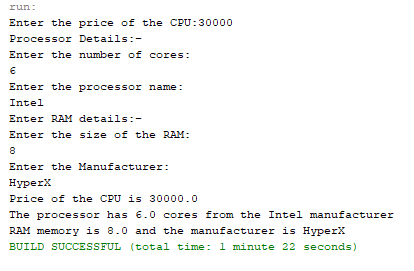 run:
Enter the price of the CPU:30000
Processor Details:-
Enter the number of cores:
6
Enter the processor name:
Intel
Enter RAM details:-
Enter the size of the RAM:
8
Enter the Manufacturer:
HyperX
Price of the CPU is 30000.0
The processor has 6.0 cores from the Intel manufacturer
RAM memory is 8.0 and the manufacturer is HyperX
BUILD SUCCESSFUL (total time: 1 minute 22 seconds)